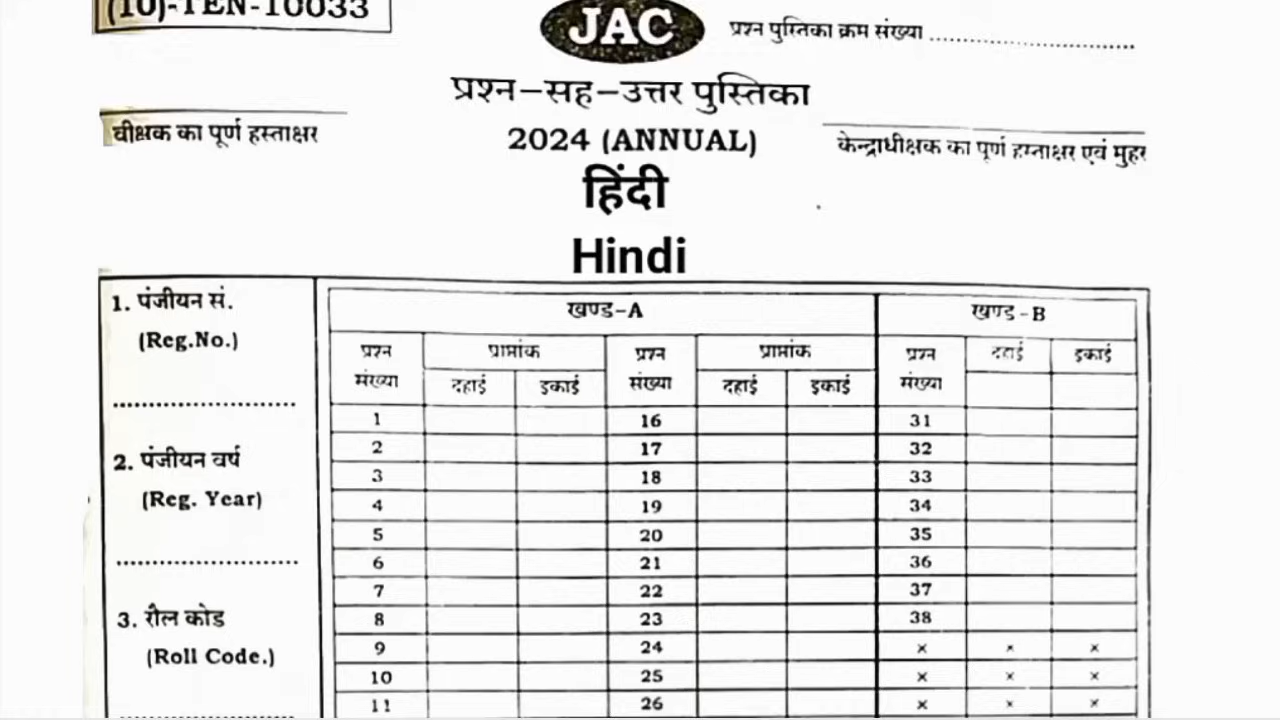 (10)-TEN-10033
JAC
प्रश्न पुस्तिका क्रम संख्या ........................................
प्रश्न–सह–उत्तर पुस्तिका
वीक्षक का पूर्ण हस्ताक्षर
2024 (ANNUAL)
केन्द्राधीक्षक का पूर्ण हस्ताक्षर एवं मुहर
हिंदी
Hindi
1. पंजीयन सं.
(Reg.No.)
........................................
2. पंजीयन वर्ष
(Reg. Year)
........................................
3. रौल कोड
(Roll Code.)
........................................
खण्ड-A खण्ड - B
प्रश्न संख्या प्राप्तांक प्रश्न संख्या प्राप्तांक प्रश्न संख्या दहाई इकाई
दहाई इकाई दहाई इकाई
1 16 31
2 17 32
3 18 33
4 19 34
5 20 35
6 21 36
7 22 37
8 23 38
9 24 × × ×
10 25 × × ×
11 26 × × ×